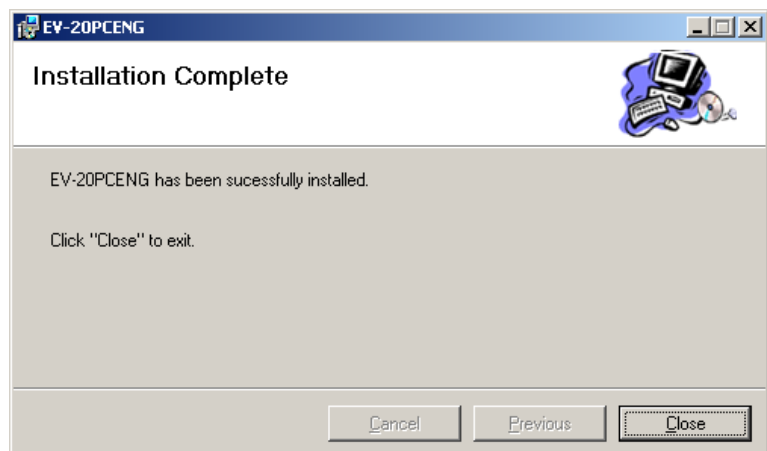 EV-20PCENG
Installation Complete
EV-20PCENG has been sucessfully installed.
Click "Close" to exit.
Cancel Previous Close